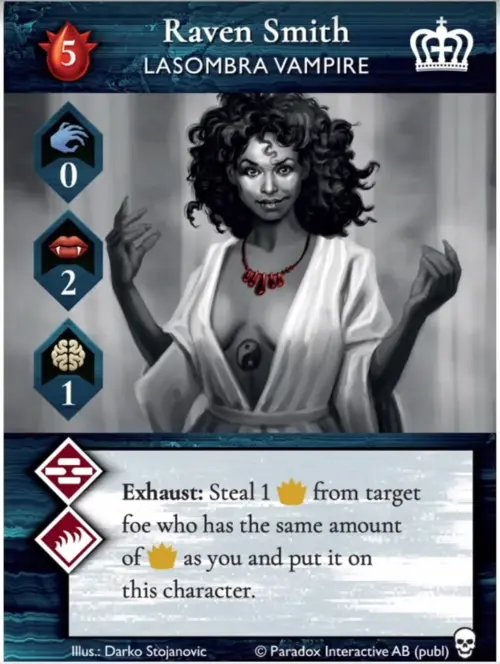 Raven Smith
5
LASOMBRA VAMPIRE
0
2
1
Exhaust: Steal 1 from target
foe who has the same amount
of as you and put it on
this character.
Illus.: Darko Stojanovic © Paradox Interactive AB (publ)